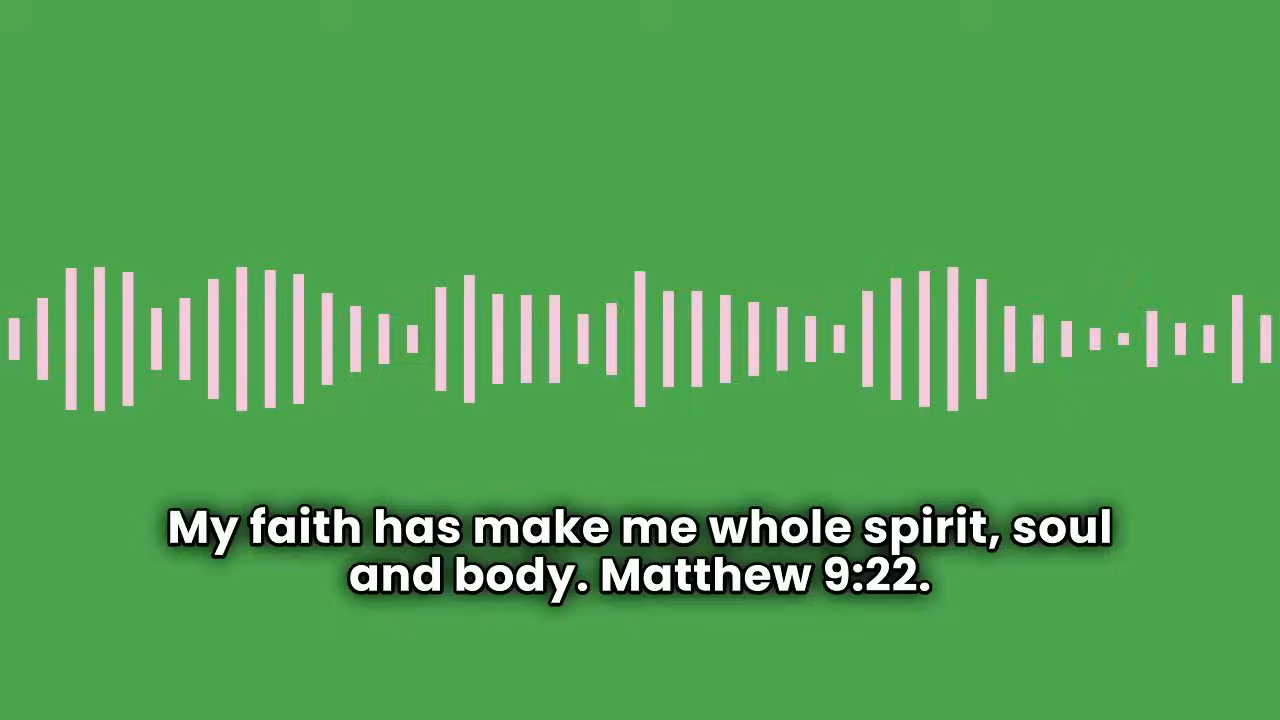 My faith has make me whole spirit, soul
and body. Matthew 9:22.